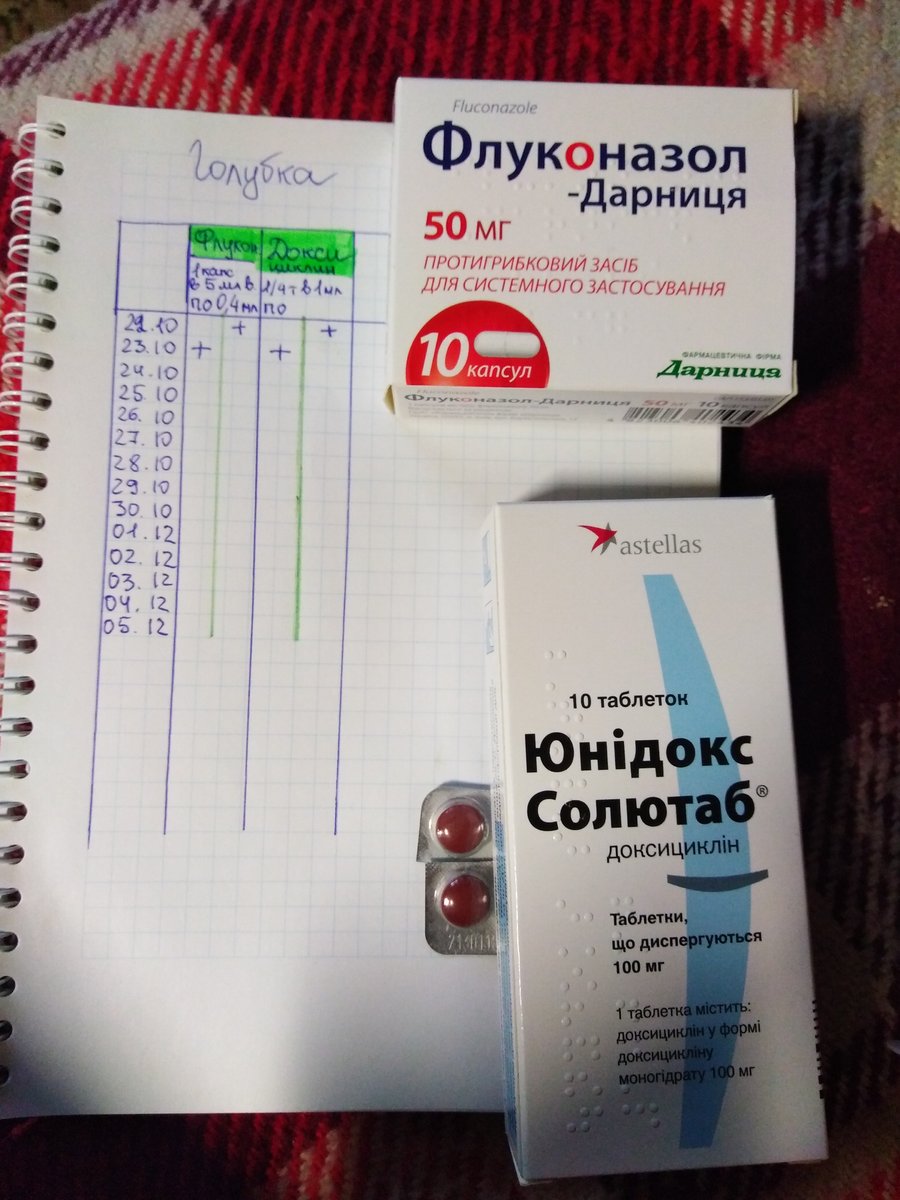 Голубка
Флукон
Докси
циклин
1 капс
в 5 мл в
по 0,4 мл
1/4 т в 1 мл
по
22.10 + +
23.10 + +
24.10
25.10
26.10
27.10
28.10
29.10
30.10
01.12
02.12
03.12
04.12
05.12
Fluconazole
Флуконазол
-Дарниця
50 мг
ПРОТИГРИБКОВИЙ ЗАСІБ
ДЛЯ СИСТЕМНОГО ЗАСТОСУВАННЯ
10 капсул
ФАРМАЦЕВТИЧНА ФІРМА
Дарниця
Флуконазол-Дарниця 50 мг 10 капсул
astellas
10 таблеток
Юнідокс
Солютаб®
доксициклін
Таблетки,
що диспергуються
100 мг
1 таблетка містить:
доксициклін у формі
доксицикліну
моногідрату 100 мг